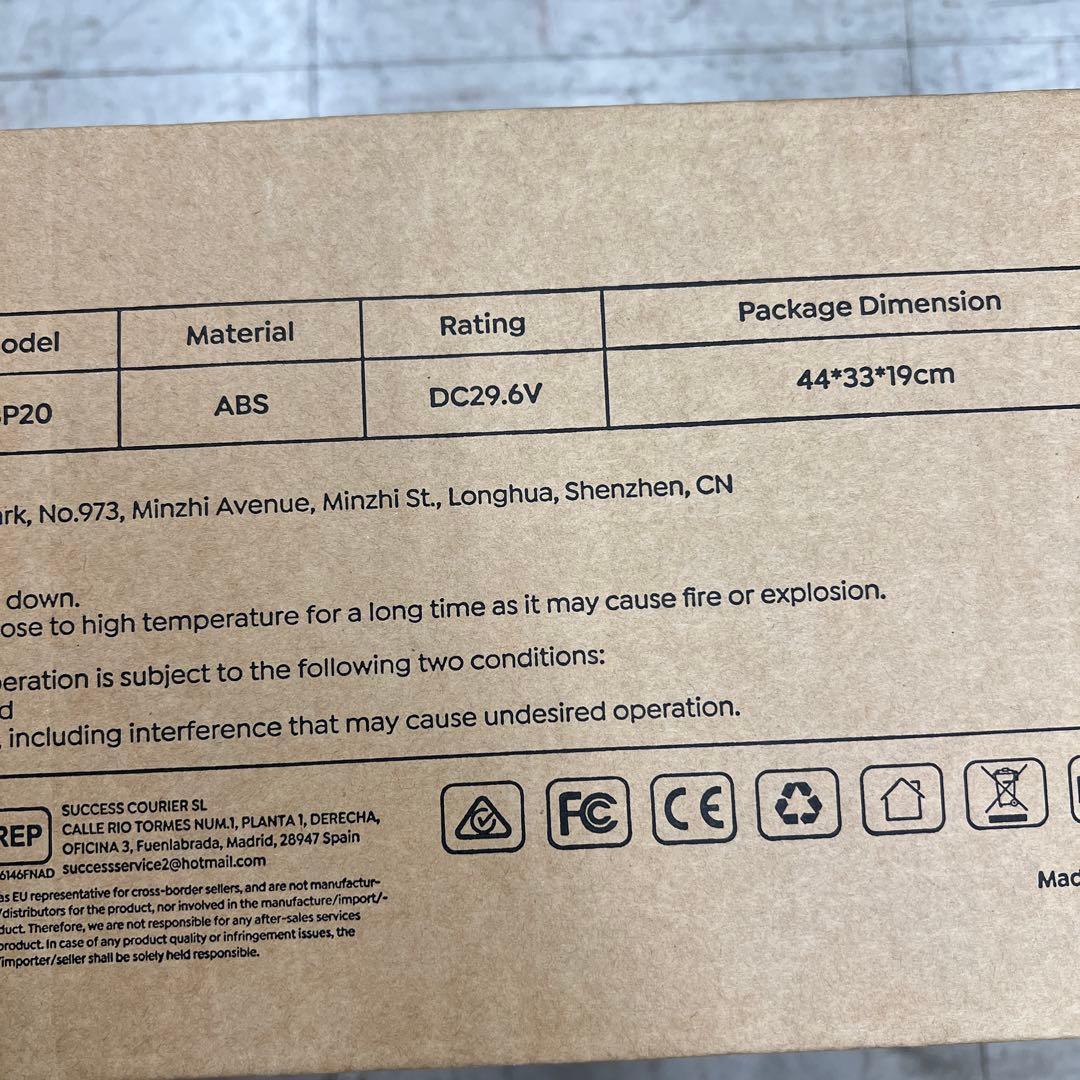 odel Material Rating Package Dimension
P20 ABS DC29.6V 44*33*19cm
ark, No.973, Minzhi Avenue, Minzhi St., Longhua, Shenzhen, CN
down.
ose to high temperature for a long time as it may cause fire or explosion.
eration is subject to the following two conditions:
d
, including interference that may cause undesired operation.
REP
SUCCESS COURIER SL
CALLE RIO TORMES NUM.1, PLANTA 1, DERECHA,
OFICINA 3, Fuenlabrada, Madrid, 28947 Spain
successservice2@hotmail.com
6146FNAD
as EU representative for cross-border sellers, and are not manufactur-
/distributors for the product, nor involved in the manufacture/import/-
duct. Therefore, we are not responsible for any after-sales services
product. In case of any product quality or infringement issues, the
/importer/seller shall be solely held responsible.
FC CE
Mad